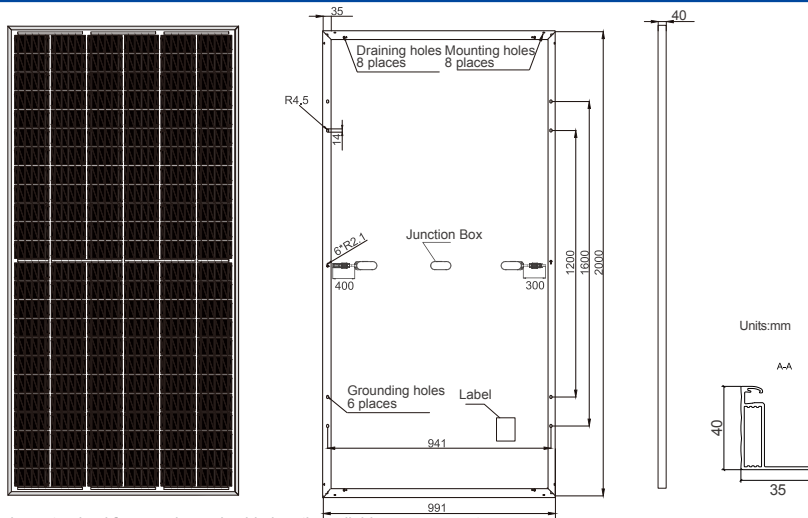 35
40
Draining holes
8 places
Mounting holes
8 places
R4.5
14
6*R2.1
Junction Box
400
300
1200
1600
2000
Units:mm
A-A
Grounding holes
6 places
Label
941
991
40
35